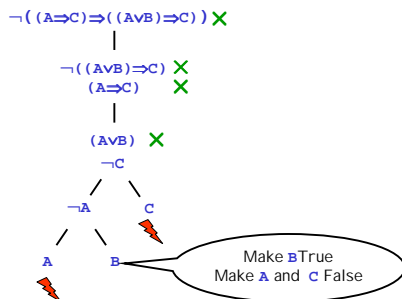 ¬((A⇒C)⇒((A∨B)⇒C))
¬((A∨B)⇒C)
(A⇒C)
(A∨B)
¬C
¬A C
A B
Make B True
Make A and C False